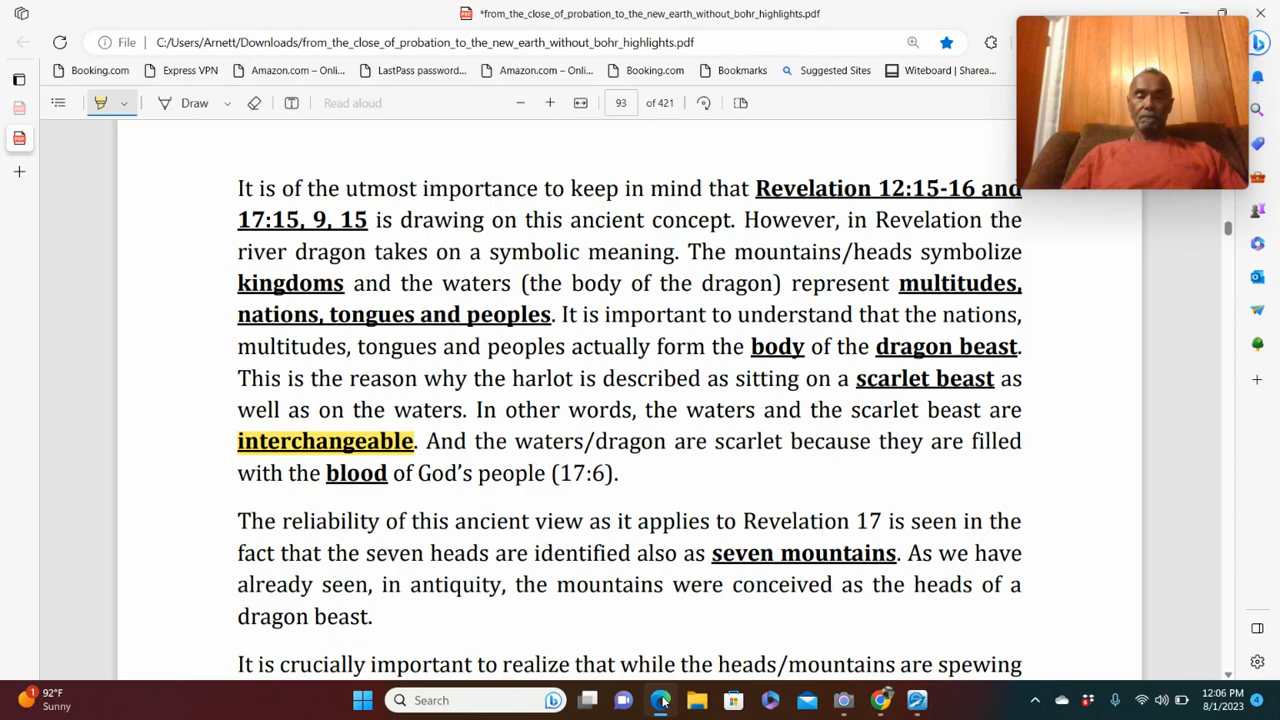 *from_the_close_of_probation_to_the_new_earth_without_bohr_highlights.pdf
File C:/Users/Arnett/Downloads/from_the_close_of_probation_to_the_new_earth_without_bohr_highlights.pdf
Booking.com Express VPN Amazon.com – Onli... LastPass password... Amazon.com – Onli... Booking.com Bookmarks Suggested Sites Witeboard | Sharea...
Draw Read aloud 93 of 421
It is of the utmost importance to keep in mind that Revelation 12:15-16 and
17:15, 9, 15 is drawing on this ancient concept. However, in Revelation the
river dragon takes on a symbolic meaning. The mountains/heads symbolize
kingdoms and the waters (the body of the dragon) represent multitudes,
nations, tongues and peoples. It is important to understand that the nations,
multitudes, tongues and peoples actually form the body of the dragon beast.
This is the reason why the harlot is described as sitting on a scarlet beast as
well as on the waters. In other words, the waters and the scarlet beast are
interchangeable. And the waters/dragon are scarlet because they are filled
with the blood of God's people (17:6).
The reliability of this ancient view as it applies to Revelation 17 is seen in the
fact that the seven heads are identified also as seven mountains. As we have
already seen, in antiquity, the mountains were conceived as the heads of a
dragon beast.
It is crucially important to realize that while the heads/mountains are spewing
92°F
Sunny
Search
12:06 PM
8/1/2023